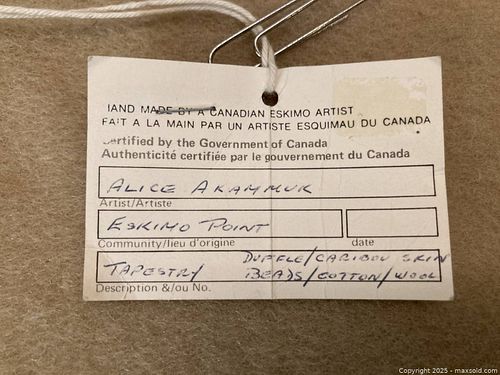 HAND MADE BY A CANADIAN ESKIMO ARTIST
FAIT A LA MAIN PAR UN ARTISTE ESQUIMAU DU CANADA
Certified by the Government of Canada
Authenticité certifiée par le gouvernement du Canada
ALICE AKAMMUK
Artist/Artiste
ESKIMO POINT
Community/lieu d'origine
date
TAPESTRY DUFFLE/CARIBOU SKIN
BEADS/COTTON/WOOL
Description &/ou No.
Copyright 2025 - maxsold.com